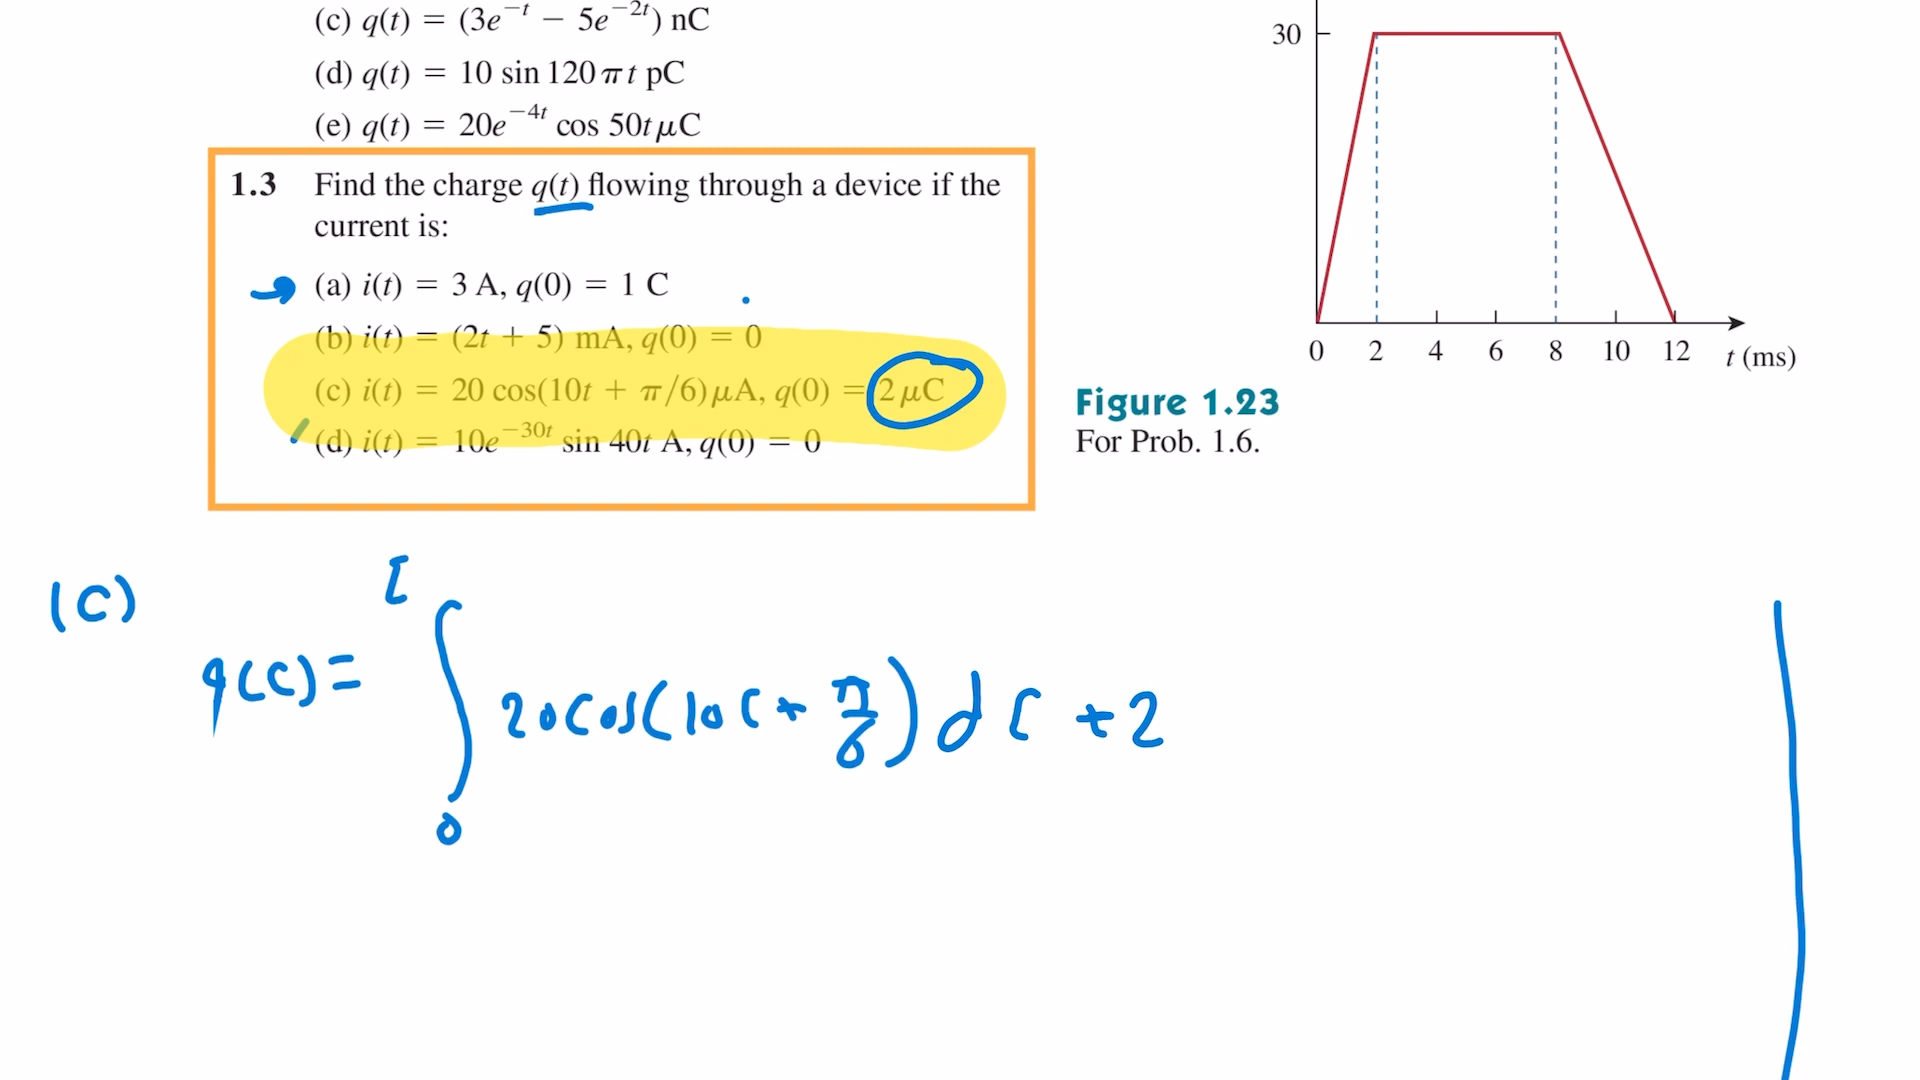 (c) q(t) = (3e^−t − 5e^−2t) nC
(d) q(t) = 10 sin 120πt pC
(e) q(t) = 20e^−4t cos 50t μC
1.3 Find the charge q(t) flowing through a device if the
current is:
(a) i(t) = 3 A, q(0) = 1 C
(b) i(t) = (2t + 5) mA, q(0) = 0
(c) i(t) = 20 cos(10t + π/6) μA, q(0) = 2 μC
(d) i(t) = 10e^−30t sin 40t A, q(0) = 0
30
0 2 4 6 8 10 12 t (ms)
Figure 1.23
For Prob. 1.6.
(c)
q(t) = ∫₀ᵗ 20cos(10t + π/6) dt + 2